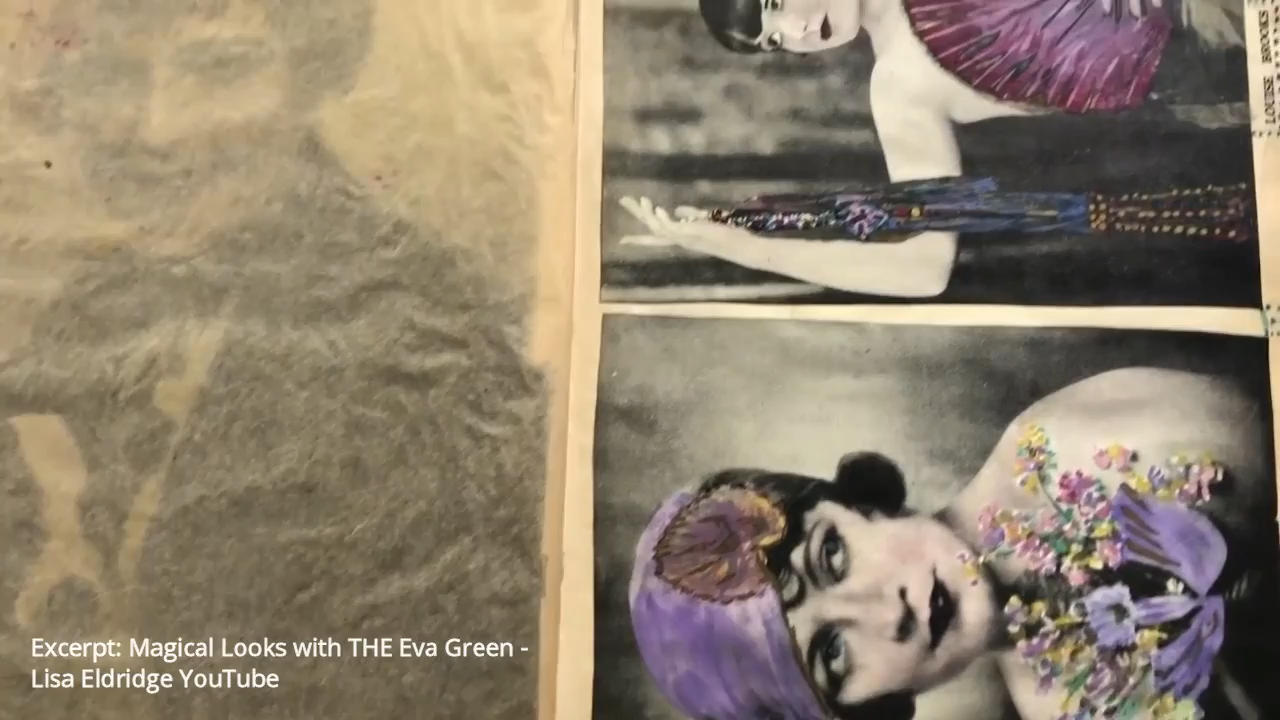 LOUISE BROOKS
Excerpt: Magical Looks with THE Eva Green -
Lisa Eldridge YouTube